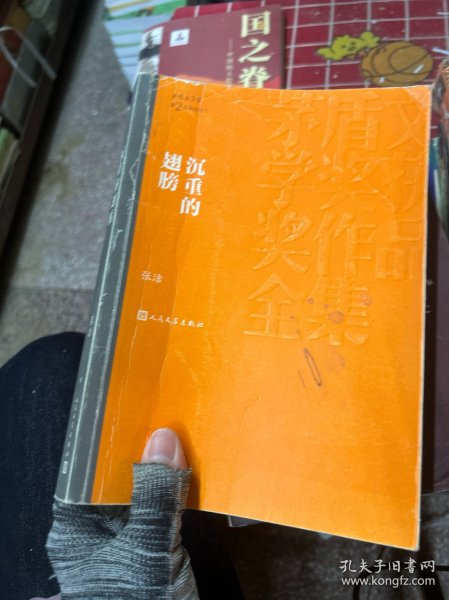 国之脊
茅盾文
学奖获
奖作品
全集
沉重的
翅膀
张洁
人民文学出版社
孔夫子旧书网
www.kongfz.com